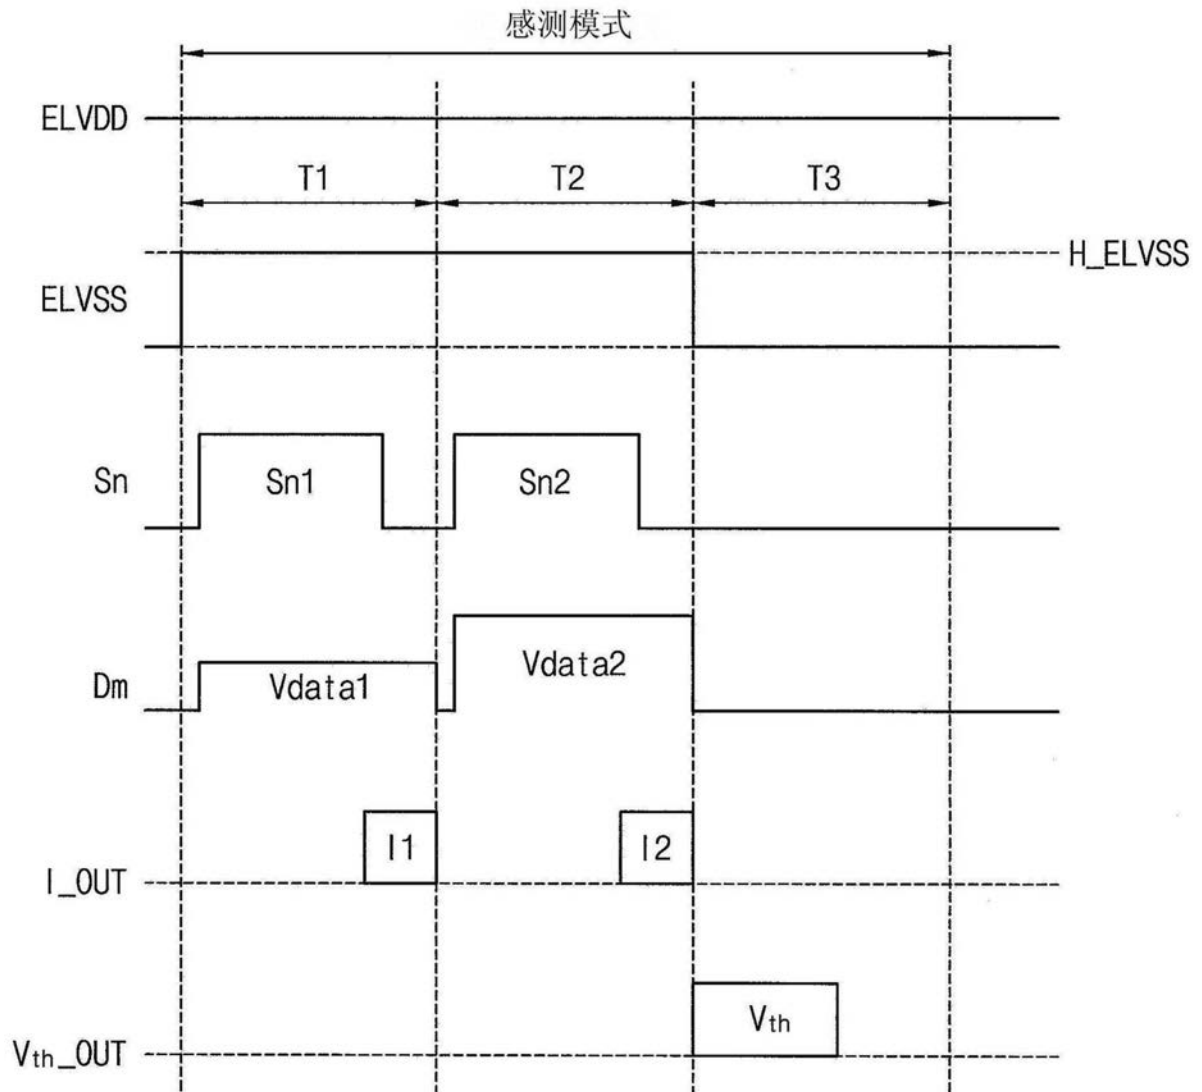 感测模式
ELVDD
T1 T2 T3
H_ELVSS
ELVSS
Sn
Sn1 Sn2
Dm
Vdata1 Vdata2
I1 I2
I_OUT
Vth
Vth_OUT